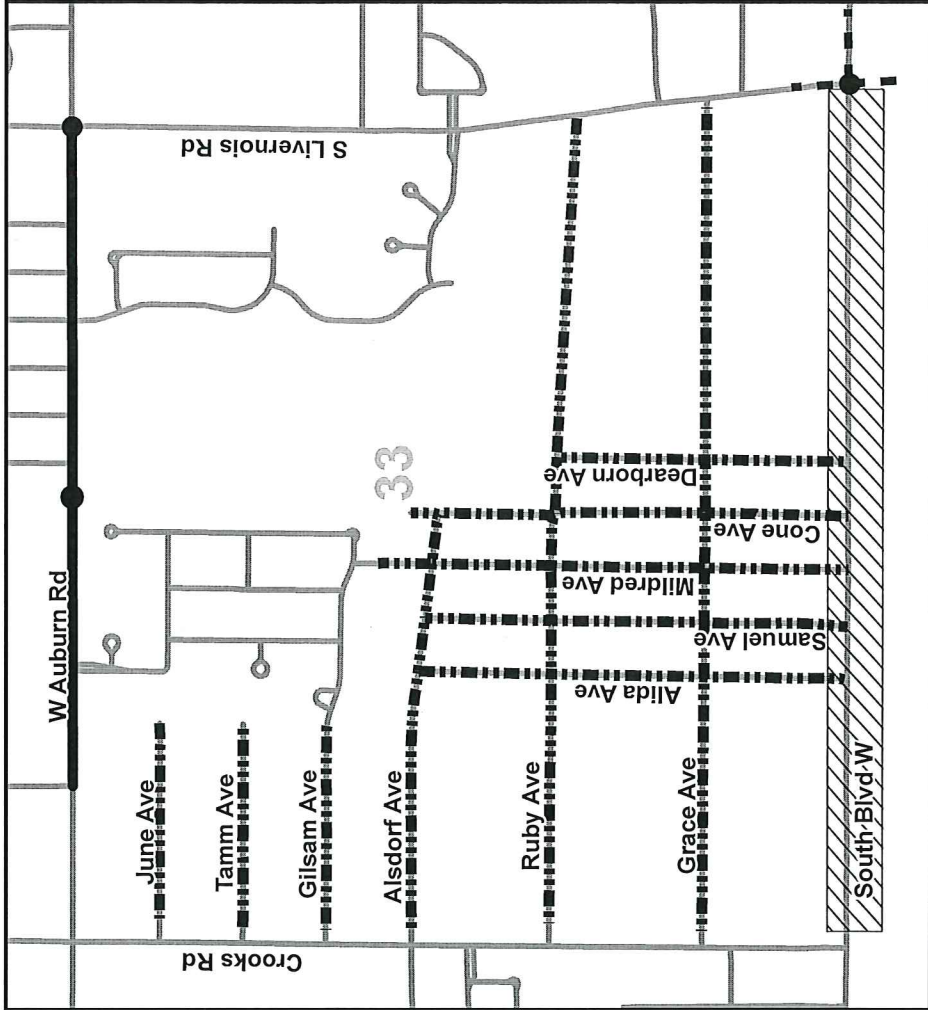 W Auburn Rd
S Livernois Rd
33
June Ave
Tamm Ave
Gilsam Ave
Alsdorf Ave
Ruby Ave
Grace Ave
Crooks Rd
Dearborn Ave
Cone Ave
Mildred Ave
Samuel Ave
Alida Ave
South Blvd W